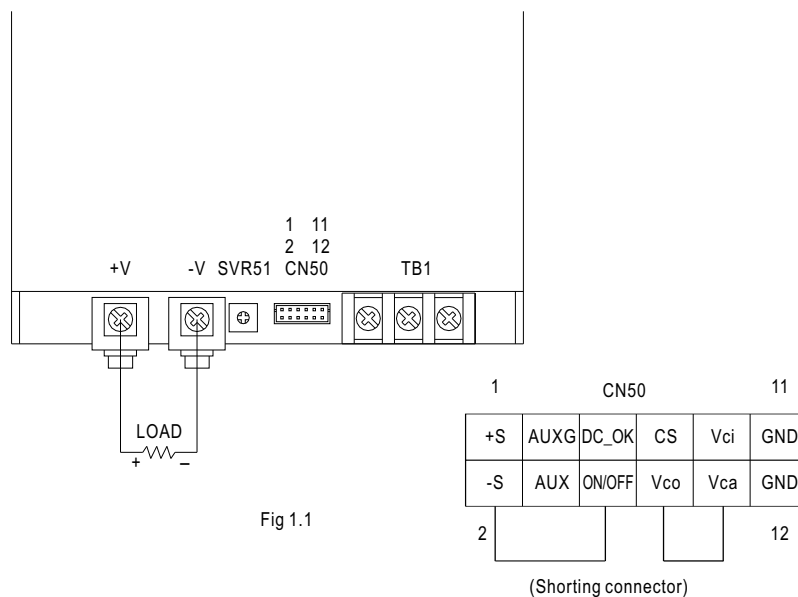 1 11
2 12
+V -V SVR51 CN50 TB1
LOAD
+ –
Fig 1.1
1 CN50 11
+S AUXG DC_OK CS Vci GND
-S AUX ON/OFF Vco Vca GND
2 12
(Shorting connector)